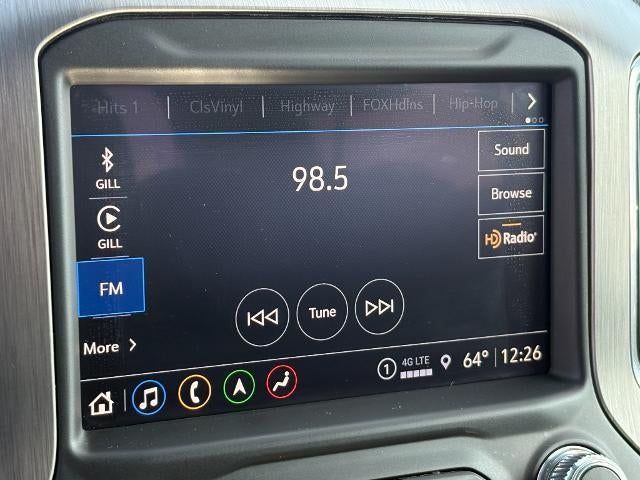 Hits 1 ClsVinyl Highway FOXHdlns Hip-Hop
GILL
98.5
Sound
GILL
Browse
HD Radio
FM
Tune
More
1 4G LTE 64° 12:26